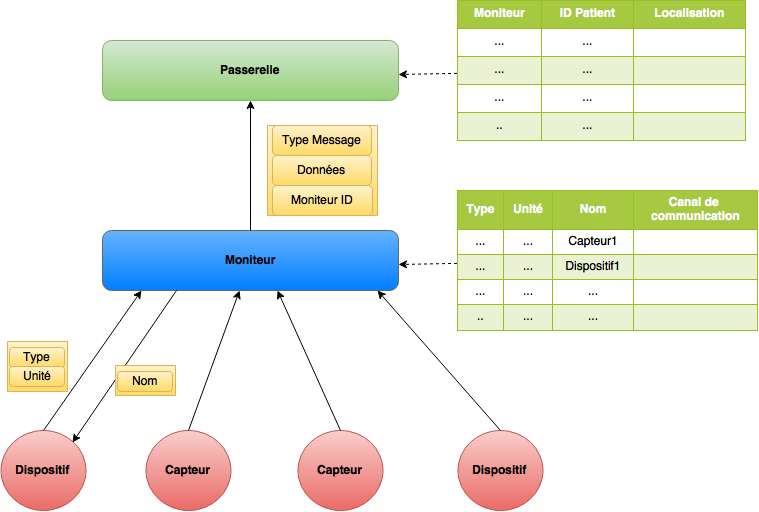 Moniteur ID Patient Localisation
... ...
... ...
... ...
.. ...
Passerelle
Type Message
Données
Moniteur ID
Type Unité Nom Canal de communication
... ... Capteur1
... ... Dispositif1
... ... ...
.. ... ...
Moniteur
Type
Unité
Nom
Dispositif Capteur Capteur Dispositif